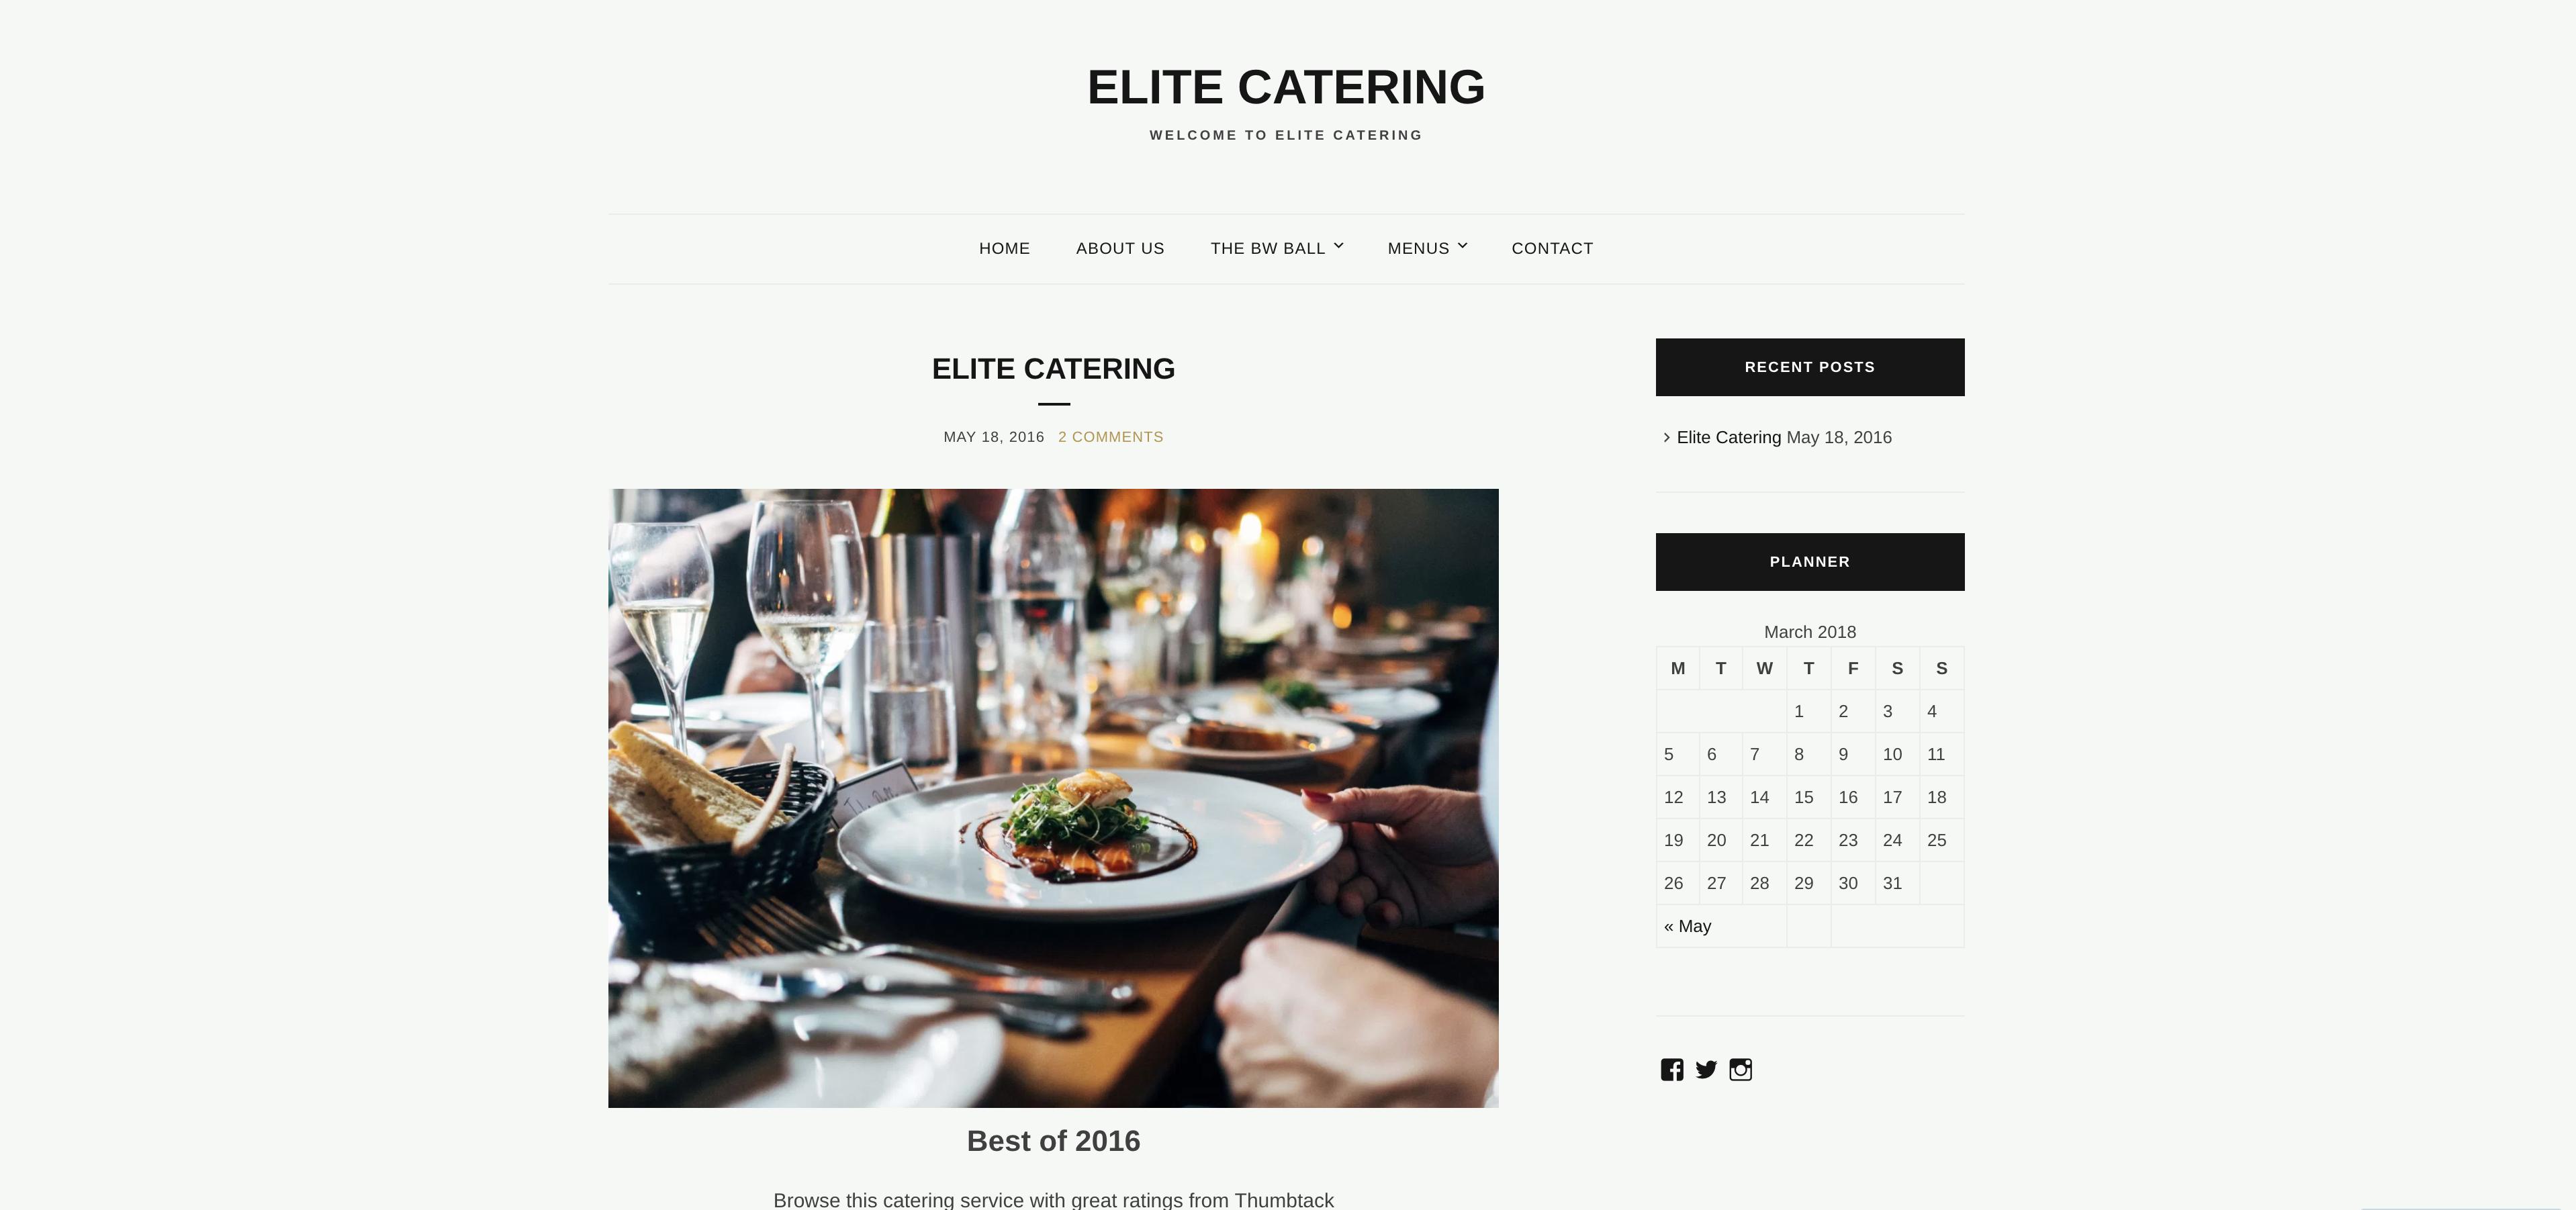 ELITE CATERING
WELCOME TO ELITE CATERING
HOME ABOUT US THE BW BALL MENUS CONTACT
ELITE CATERING
MAY 18, 2016 2 COMMENTS
Best of 2016
Browse this catering service with great ratings from Thumbtack
RECENT POSTS
Elite Catering May 18, 2016
PLANNER
March 2018
M T W T F S S
1 2 3 4
5 6 7 8 9 10 11
12 13 14 15 16 17 18
19 20 21 22 23 24 25
26 27 28 29 30 31
« May